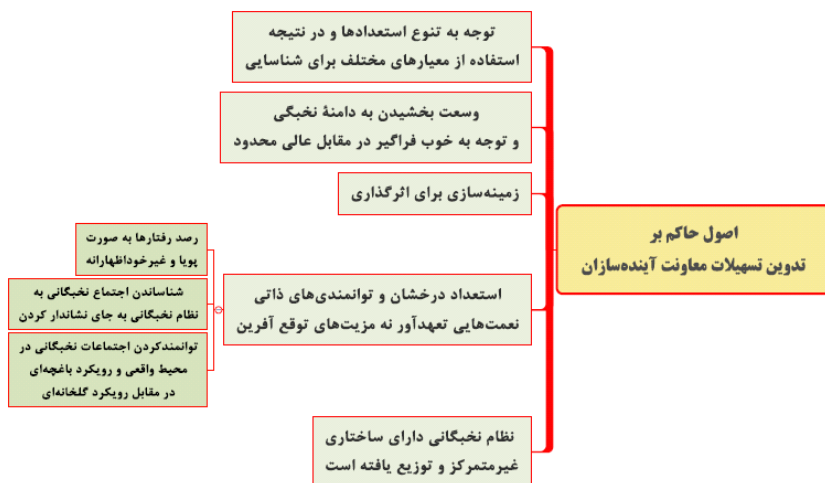 اصول حاکم بر
تدوین تسهیلات معاونت آینده‌سازان
توجه به تنوع استعدادها و در نتیجه
استفاده از معیارهای مختلف برای شناسایی
وسعت بخشیدن به دامنهٔ نخبگی
و توجه به خوب فراگیر در مقابل عالی محدود
زمینه‌سازی برای اثرگذاری
استعداد درخشان و توانمندی‌های ذاتی
نعمت‌هایی تعهدآور نه مزیت‌های توقع آفرین
رصد رفتارها به صورت
پویا و غیرخوداظهارانه
شناساندن اجتماع نخبگانی به
نظام نخبگانی به جای نشاندار کردن
توانمندکردن اجتماعات نخبگانی در
محیط واقعی و رویکرد باغچه‌ای
در مقابل رویکرد گلخانه‌ای
نظام نخبگانی دارای ساختاری
غیرمتمرکز و توزیع یافته است